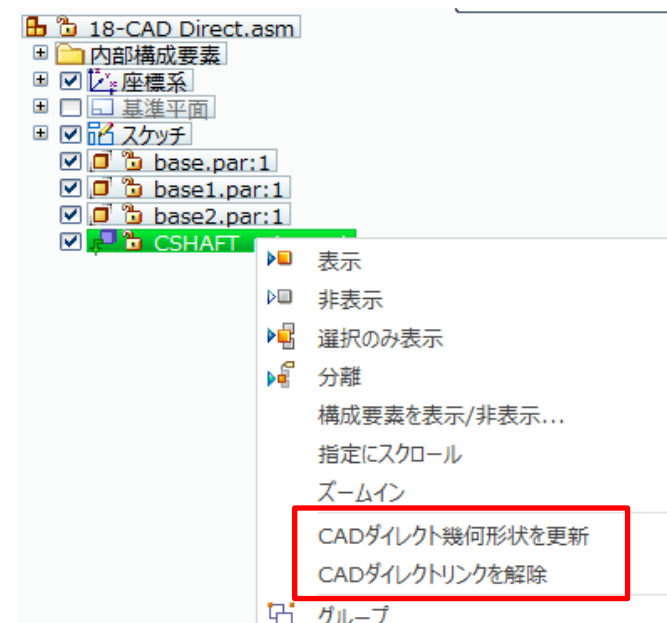 18-CAD Direct.asm
内部構成要素
座標系
基準平面
スケッチ
base.par:1
base1.par:1
base2.par:1
CSHAFT
表示
非表示
選択のみ表示
分離
構成要素を表示/非表示...
指定にスクロール
ズームイン
CADダイレクト幾何形状を更新
CADダイレクトリンクを解除
グループ